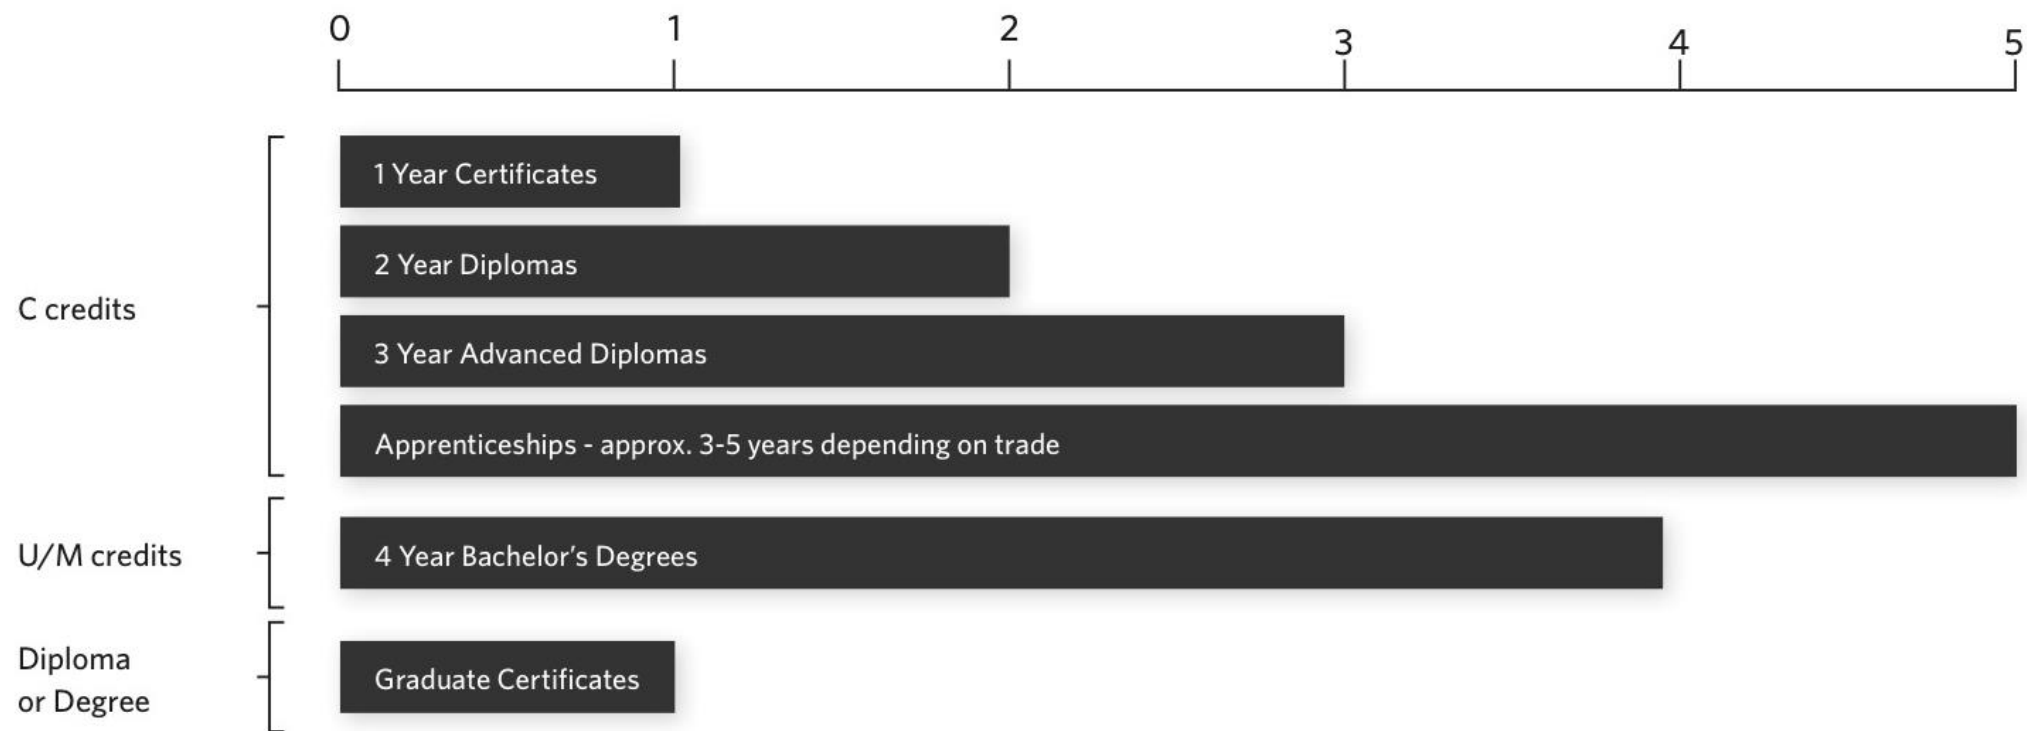 0 1 2 3 4 5
1 Year Certificates
2 Year Diplomas
C credits
3 Year Advanced Diplomas
Apprenticeships - approx. 3-5 years depending on trade
U/M credits
4 Year Bachelor’s Degrees
Diploma
or Degree
Graduate Certificates